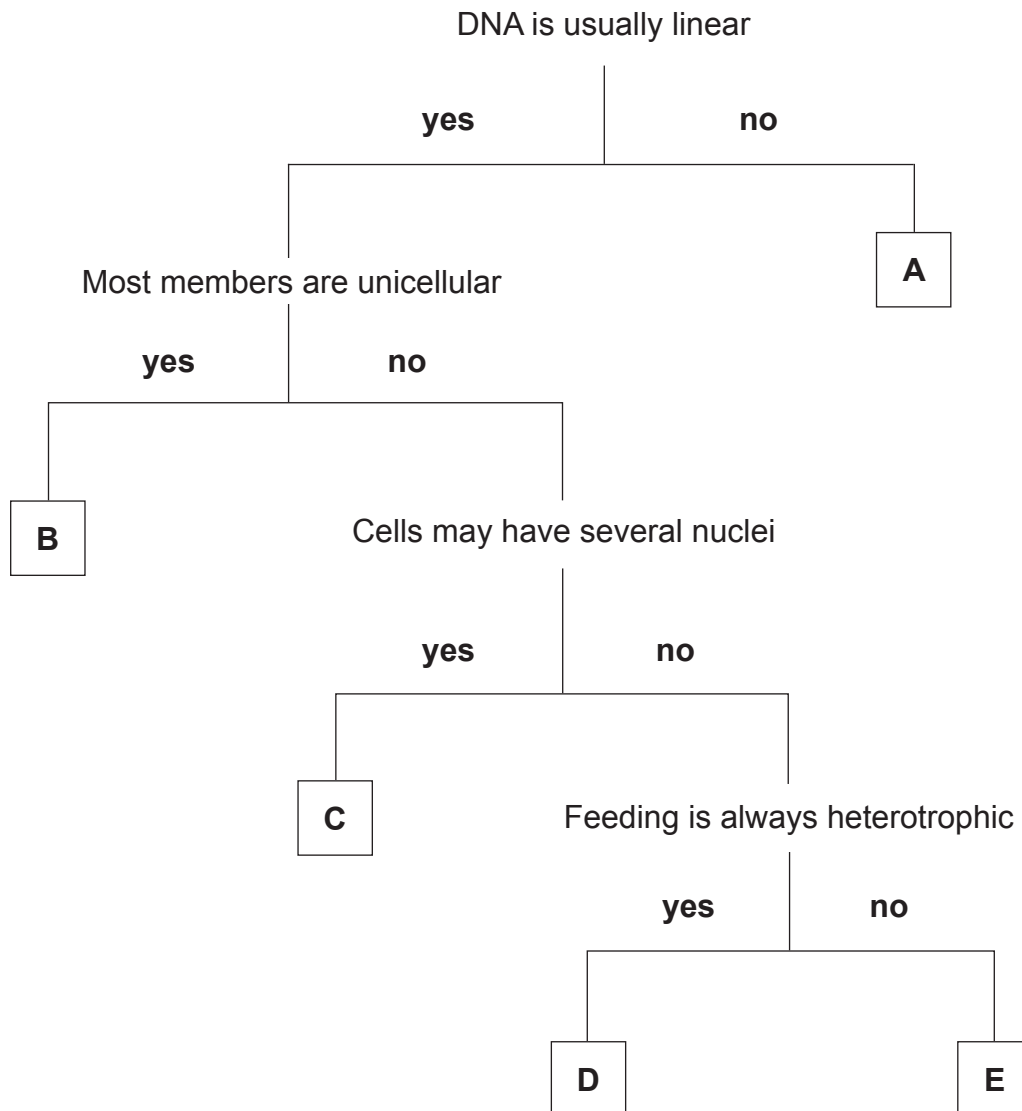 DNA is usually linear
yes no
A
Most members are unicellular
yes no
B
Cells may have several nuclei
yes no
C
Feeding is always heterotrophic
yes no
D E